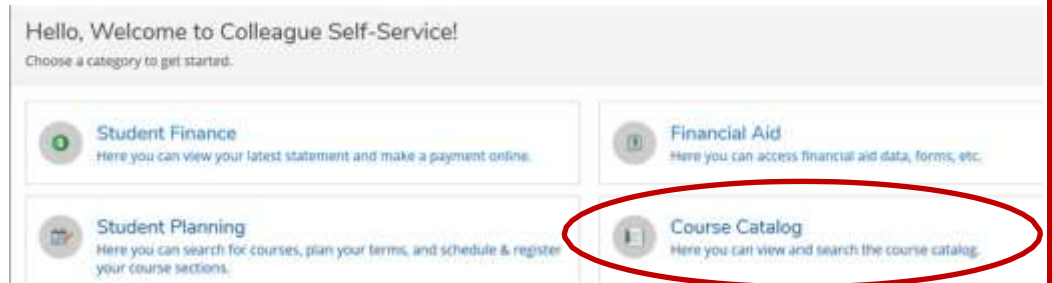 Hello, Welcome to Colleague Self-Service!
Choose a category to get started.
Student Finance
Here you can view your latest statement and make a payment online.
Financial Aid
Here you can access financial aid data, forms, etc.
Student Planning
Here you can search for courses, plan your terms, and schedule & register
your course sections.
Course Catalog
Here you can view and search the course catalog.